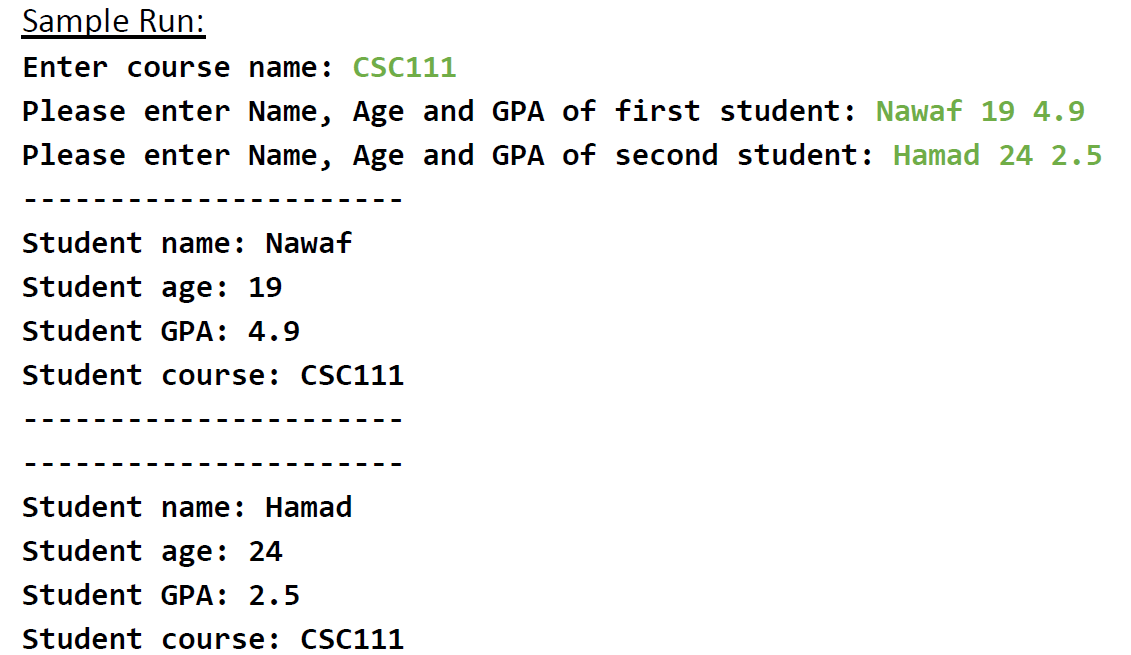 Sample Run:
Enter course name: CSC111
Please enter Name, Age and GPA of first student: Nawaf 19 4.9
Please enter Name, Age and GPA of second student: Hamad 24 2.5
----------------------
Student name: Nawaf
Student age: 19
Student GPA: 4.9
Student course: CSC111
----------------------
----------------------
Student name: Hamad
Student age: 24
Student GPA: 2.5
Student course: CSC111